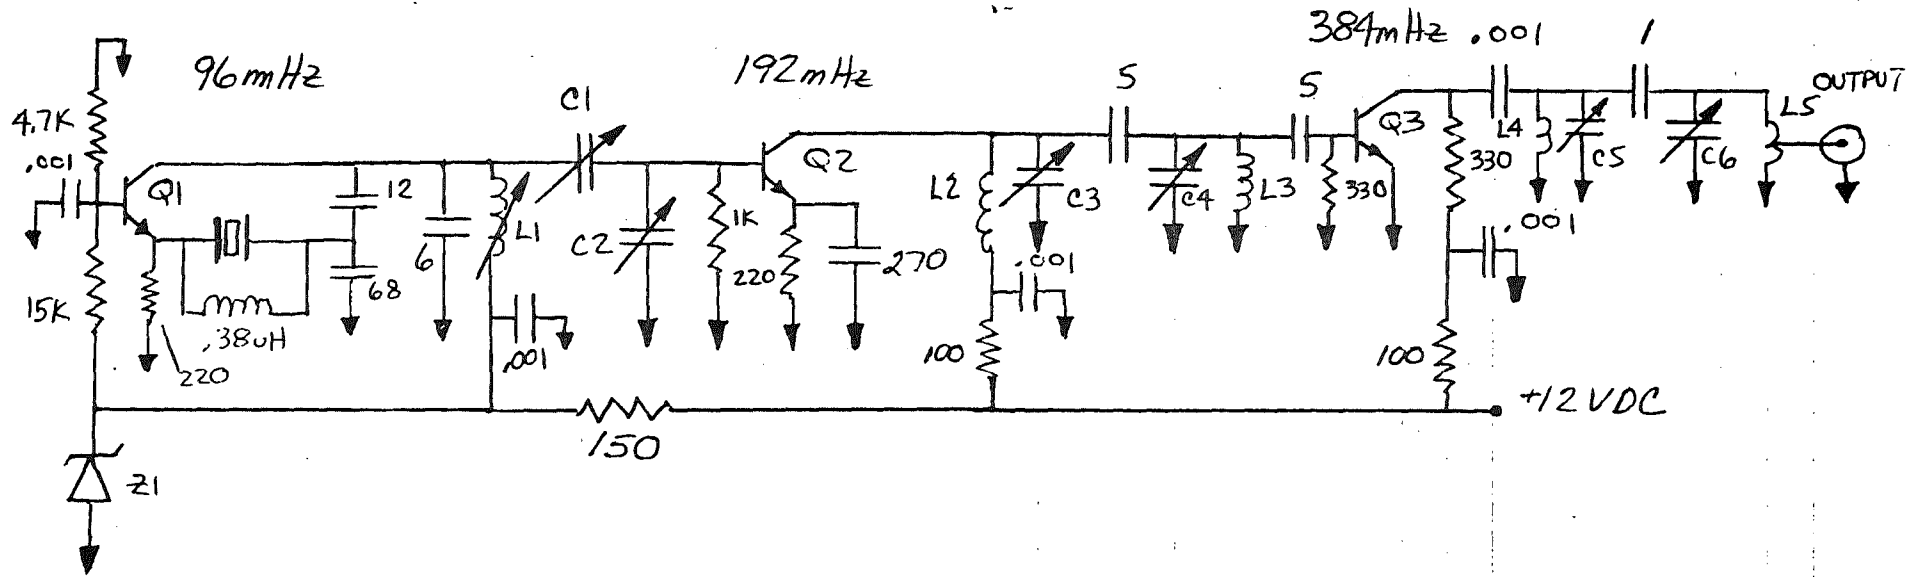 384mHz
.001
1
96mHz
192mHz
5
5
OUTPUT
C1
4.7K
Q3
L5
.001
L4
330
C5
C6
Q1
12
Q2
L2
C3
C4
L3
330
L1
1K
C2
6
220
270
.001
.001
68
15K
.38uH
220
.001
100
100
+12VDC
150
Z1